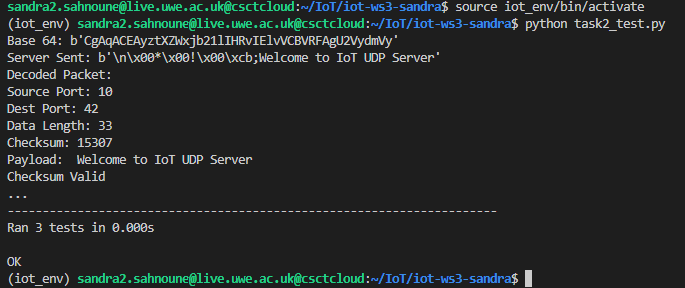 sandra2.sahnoune@live.uwe.ac.uk@csctcloud:~/IoT/iot-ws3-sandra$ source iot_env/bin/activate
(iot_env) sandra2.sahnoune@live.uwe.ac.uk@csctcloud:~/IoT/iot-ws3-sandra$ python task2_test.py
Base 64: b'CgAqACEAyztXZWxjb21lIHRvIElvVCBVRFAgU2VydmVy'
Server Sent: b'\n\x00*\x00!\x00\xcb;Welcome to IoT UDP Server'
Decoded Packet:
Source Port: 10
Dest Port: 42
Data Length: 33
Checksum: 15307
Payload:  Welcome to IoT UDP Server
Checksum Valid
...
----------------------------------------------------------------------
Ran 3 tests in 0.000s
OK
(iot_env) sandra2.sahnoune@live.uwe.ac.uk@csctcloud:~/IoT/iot-ws3-sandra$